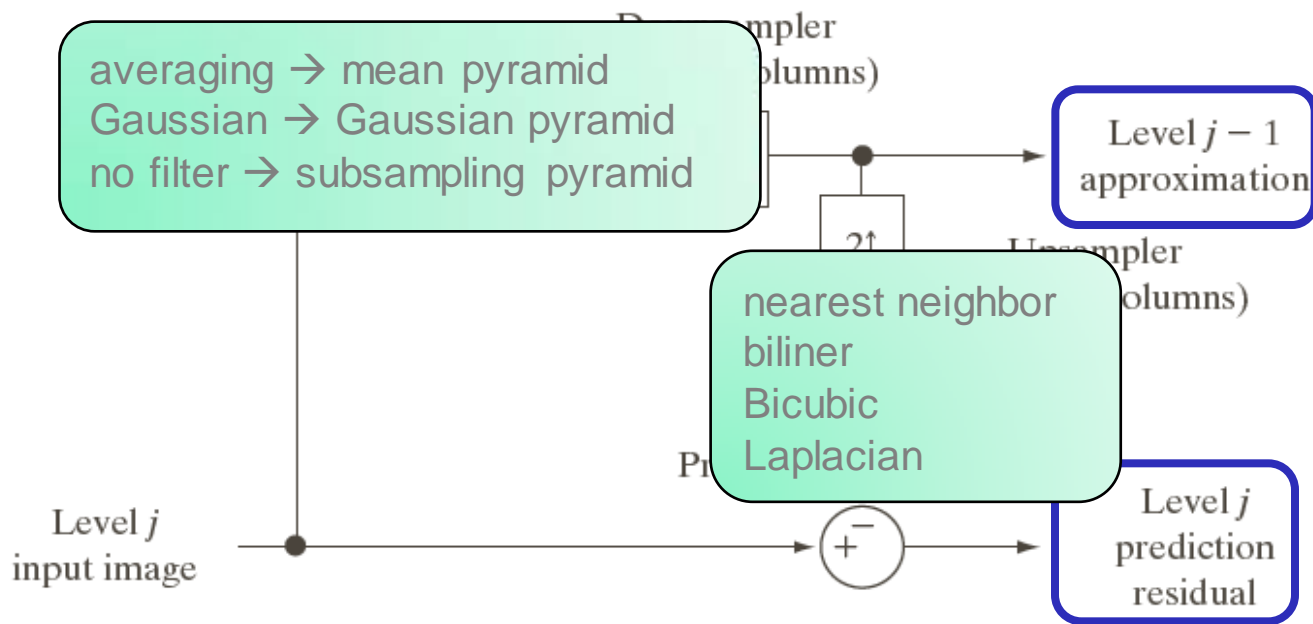 averaging → mean pyramid
Gaussian → Gaussian pyramid
no filter → subsampling pyramid
Level j − 1
approximation
2↑
nearest neighbor
biliner
Bicubic
Laplacian
Level j
input image
+ −
Level j
prediction
residual